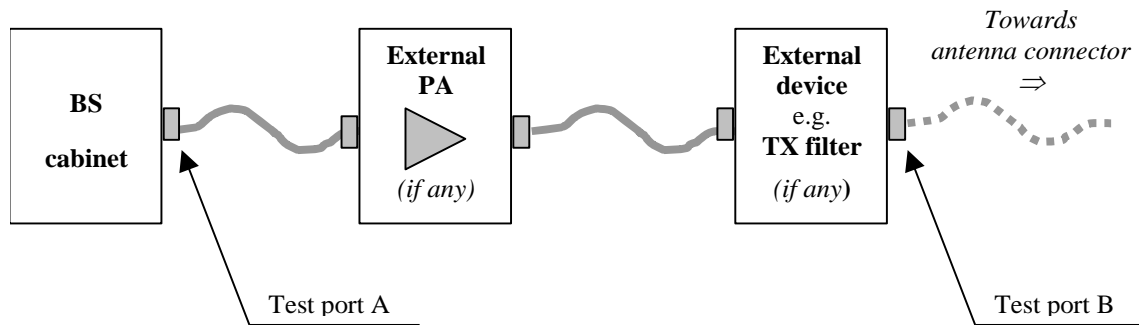 BS
cabinet
External
PA
(if any)
External
device
e.g.
TX filter
(if any)
Towards
antenna connector
⇒
Test port A
Test port B